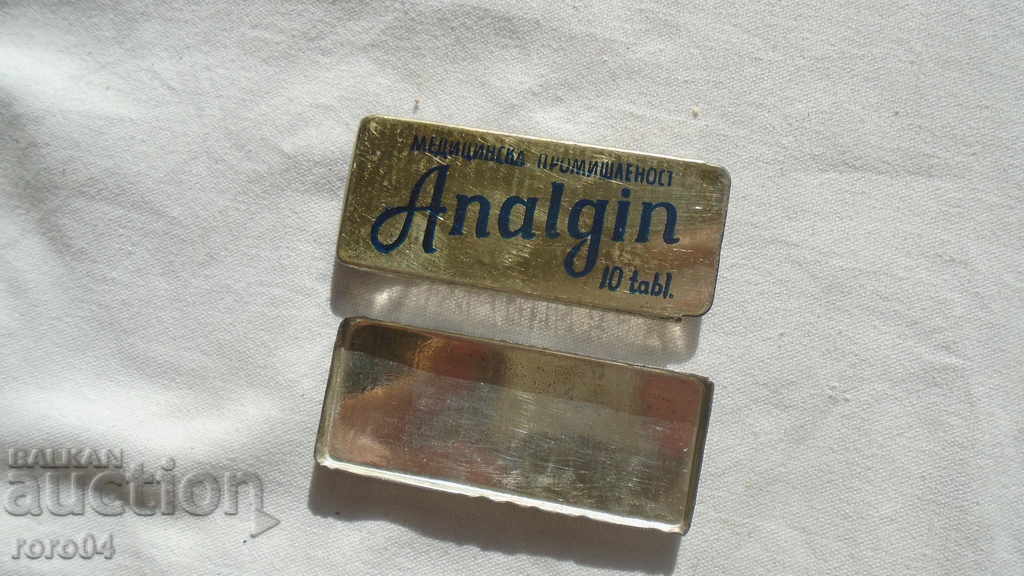 МЕДИЦИНСКА ПРОМИШЛЕНОСТ
Analgin
10 tabl.
BALKAN
auction
roro04